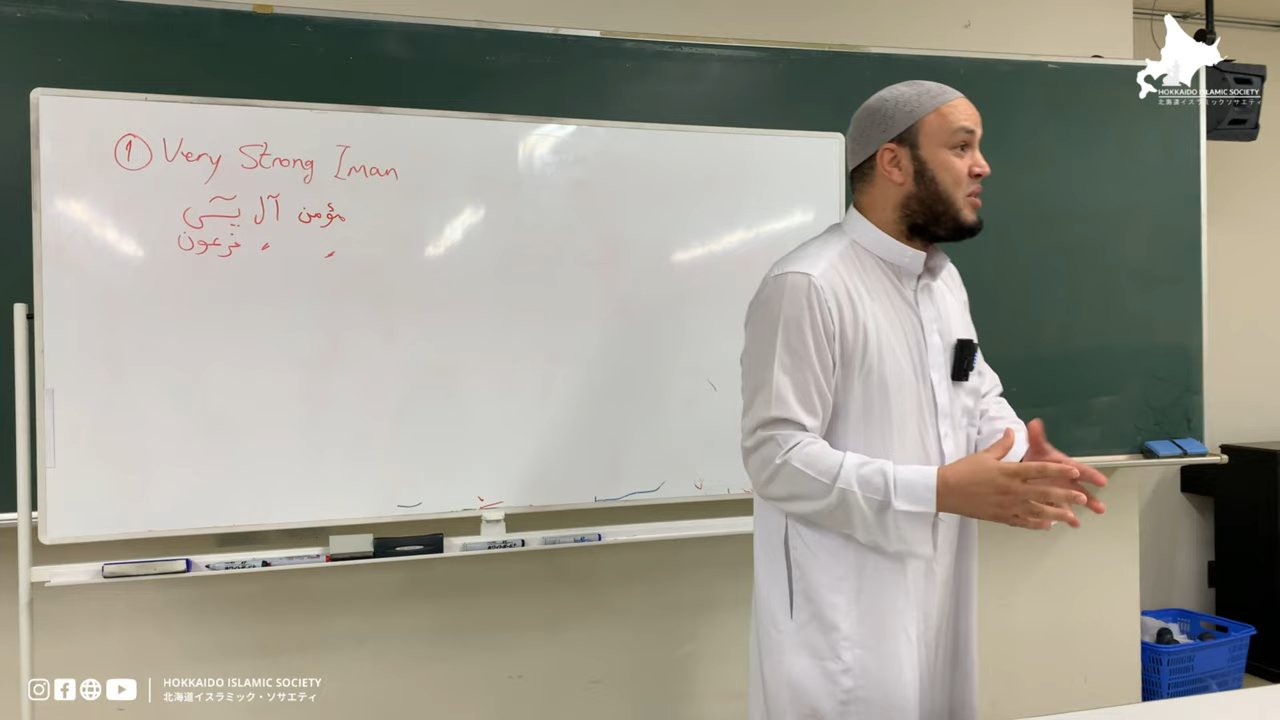 ① Very Strong Iman
مؤمن آل يــٓـسٓ
〃 〃 فرعون
HOKKAIDO ISLAMIC SOCIETY
北海道イスラミックソサエティ
HOKKAIDO ISLAMIC SOCIETY
北海道イスラミック・ソサエティ